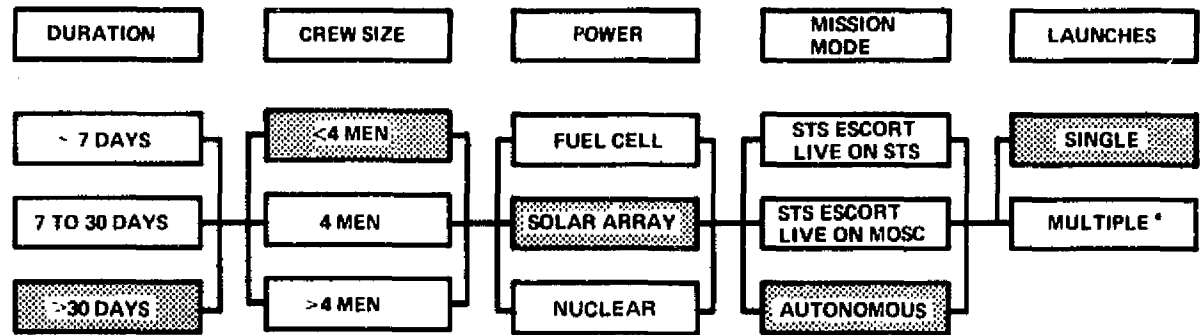 DURATION
CREW SIZE
POWER
MISSION
MODE
LAUNCHES
~ 7 DAYS
<4 MEN
FUEL CELL
STS ESCORT
LIVE ON STS
SINGLE
7 TO 30 DAYS
4 MEN
SOLAR ARRAY
STS ESCORT
LIVE ON MOSC
MULTIPLE *
>30 DAYS
>4 MEN
NUCLEAR
AUTONOMOUS